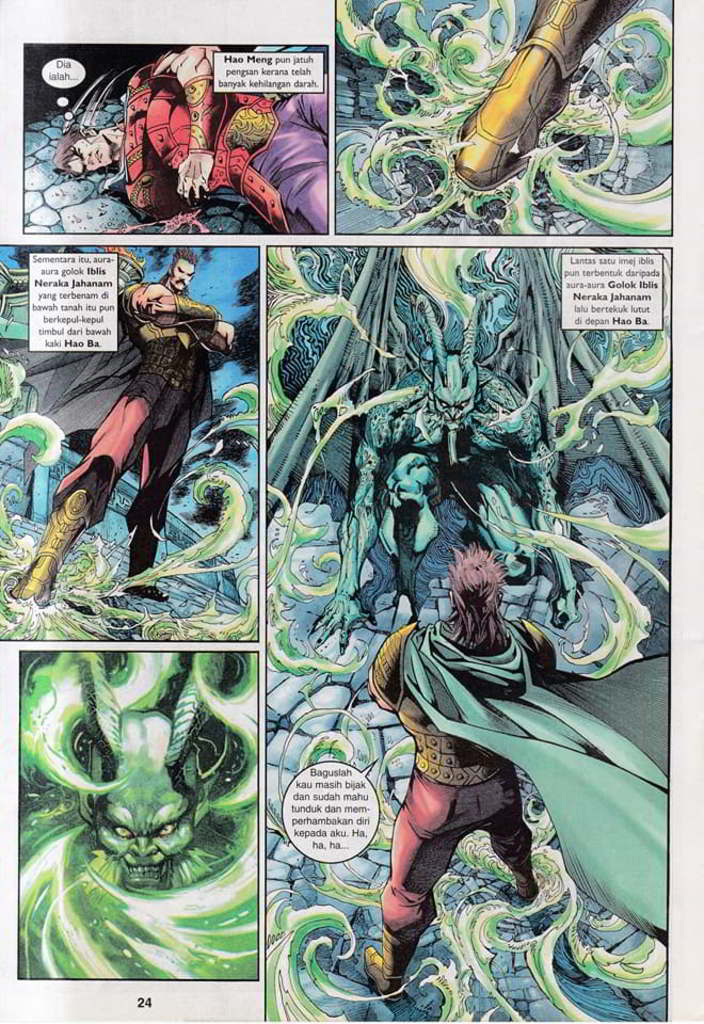 Dia
ialah...
Hao Meng pun jatuh
pengsan kerana telah
banyak kehilangan darah.
Sementara itu, aura-
aura golok Iblis
Neraka Jahanam
yang terbenam di
bawah tanah itu pun
berkepul-kepul
timbul dari bawah
kaki Hao Ba.
Lantas satu imej iblis
pun terbentuk daripada
aura-aura Golok Iblis
Neraka Jahanam
lalu bertekuk lutut
di depan Hao Ba.
Baguslah
kau masih bijak
dan sudah mahu
tunduk dan mem-
perhambakan diri
kepada aku. Ha,
ha, ha...
24